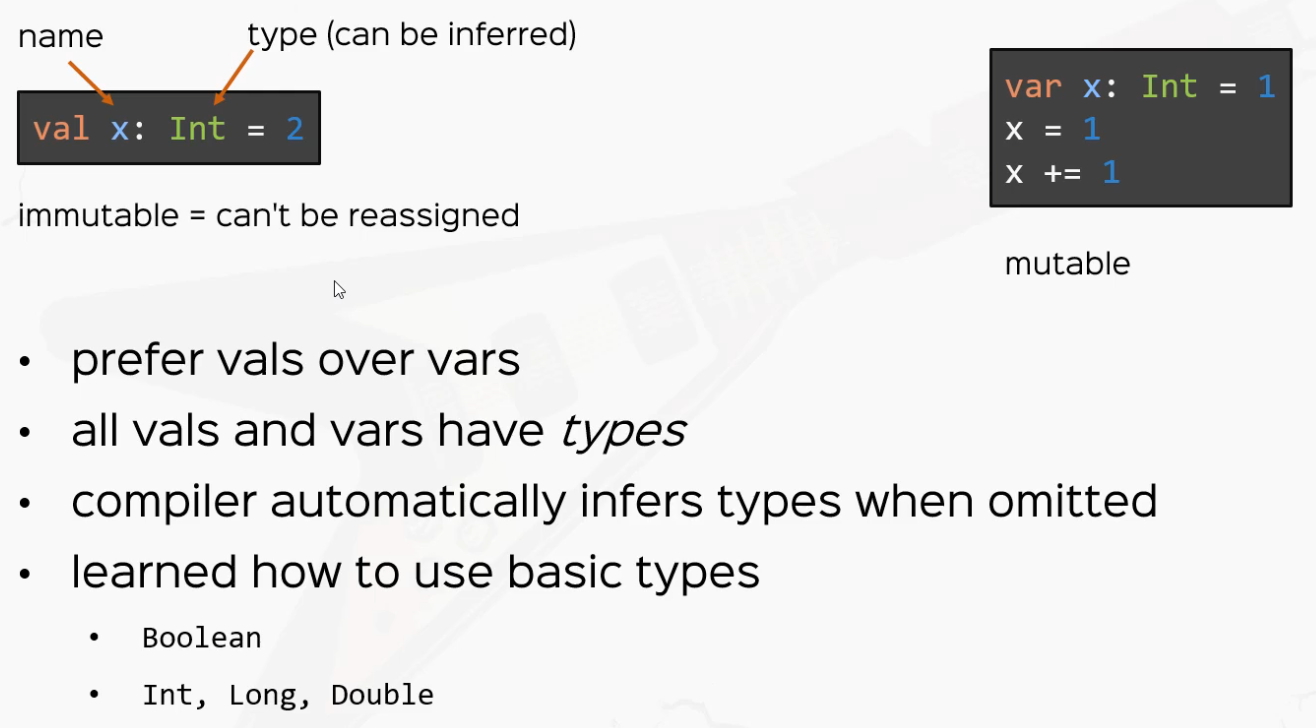 name
type (can be inferred)
val x: Int = 2
immutable = can't be reassigned
var x: Int = 1
x = 1
x += 1
mutable
• prefer vals over vars
• all vals and vars have types
• compiler automatically infers types when omitted
• learned how to use basic types
• Boolean
• Int, Long, Double